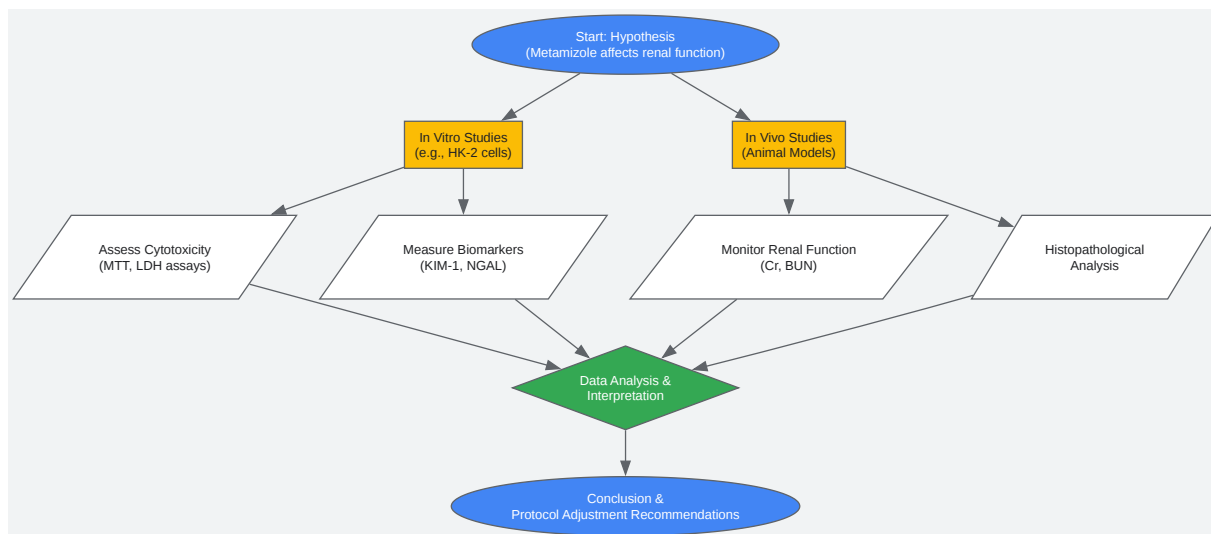 Start: Hypothesis
(Metamizole affects renal function)
In Vitro Studies
(e.g., HK-2 cells)
In Vivo Studies
(Animal Models)
Assess Cytotoxicity
(MTT, LDH assays)
Measure Biomarkers
(KIM-1, NGAL)
Monitor Renal Function
(Cr, BUN)
Histopathological
Analysis
Data Analysis &
Interpretation
Conclusion &
Protocol Adjustment Recommendations